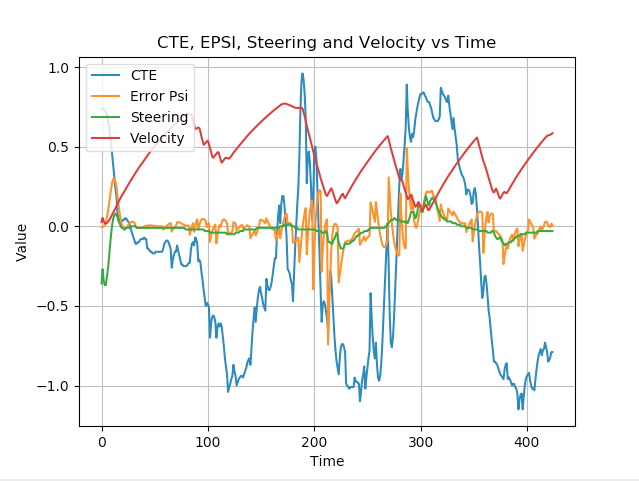 CTE, EPSI, Steering and Velocity vs Time
1.0
0.5
0.0
−0.5
−1.0
Value
CTE
Error Psi
Steering
Velocity
0 100 200 300 400
Time